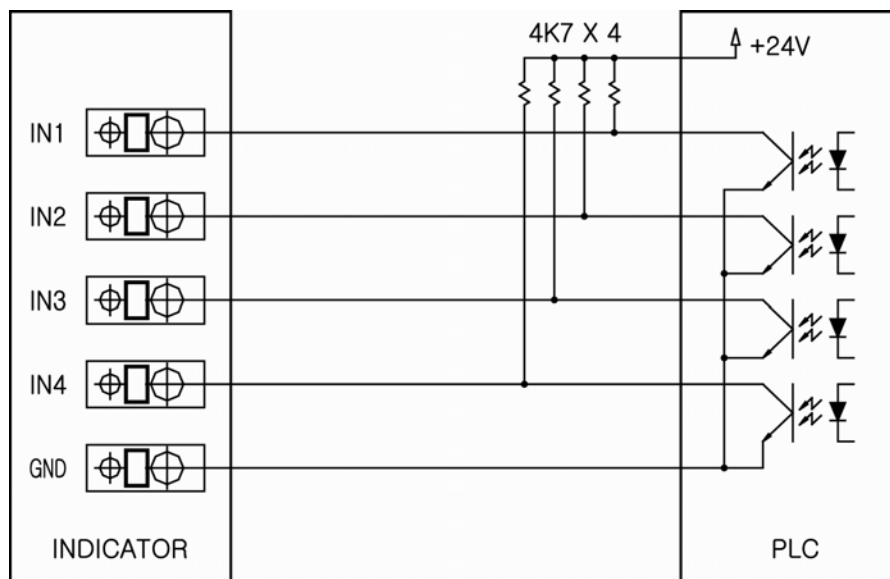 4K7 X 4
+24V
IN1
IN2
IN3
IN4
GND
INDICATOR
PLC